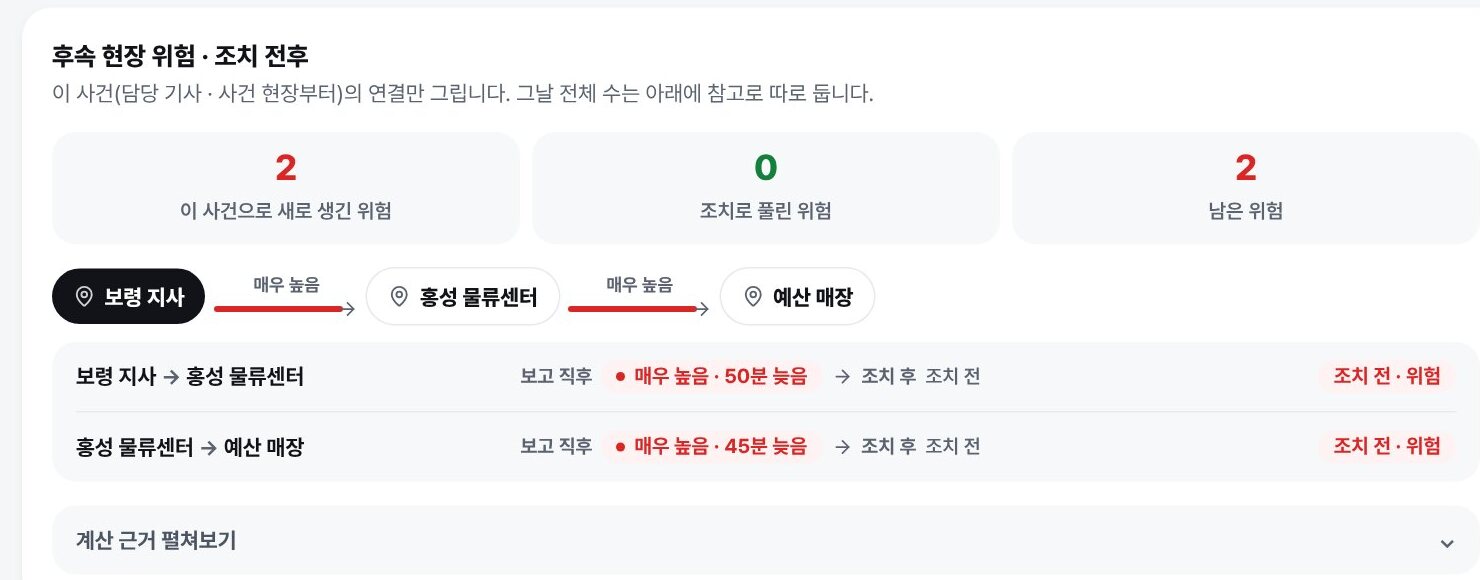 후속 현장 위험 · 조치 전후
이 사건(담당 기사 · 사건 현장부터)의 연결만 그립니다. 그날 전체 수는 아래에 참고로 따로 둡니다.
2
이 사건으로 새로 생긴 위험
0
조치로 풀린 위험
2
남은 위험
보령 지사
매우 높음
홍성 물류센터
매우 높음
예산 매장
보령 지사 → 홍성 물류센터 보고 직후 • 매우 높음 · 50분 늦음 → 조치 후 조치 전 조치 전 · 위험
홍성 물류센터 → 예산 매장 보고 직후 • 매우 높음 · 45분 늦음 → 조치 후 조치 전 조치 전 · 위험
계산 근거 펼쳐보기